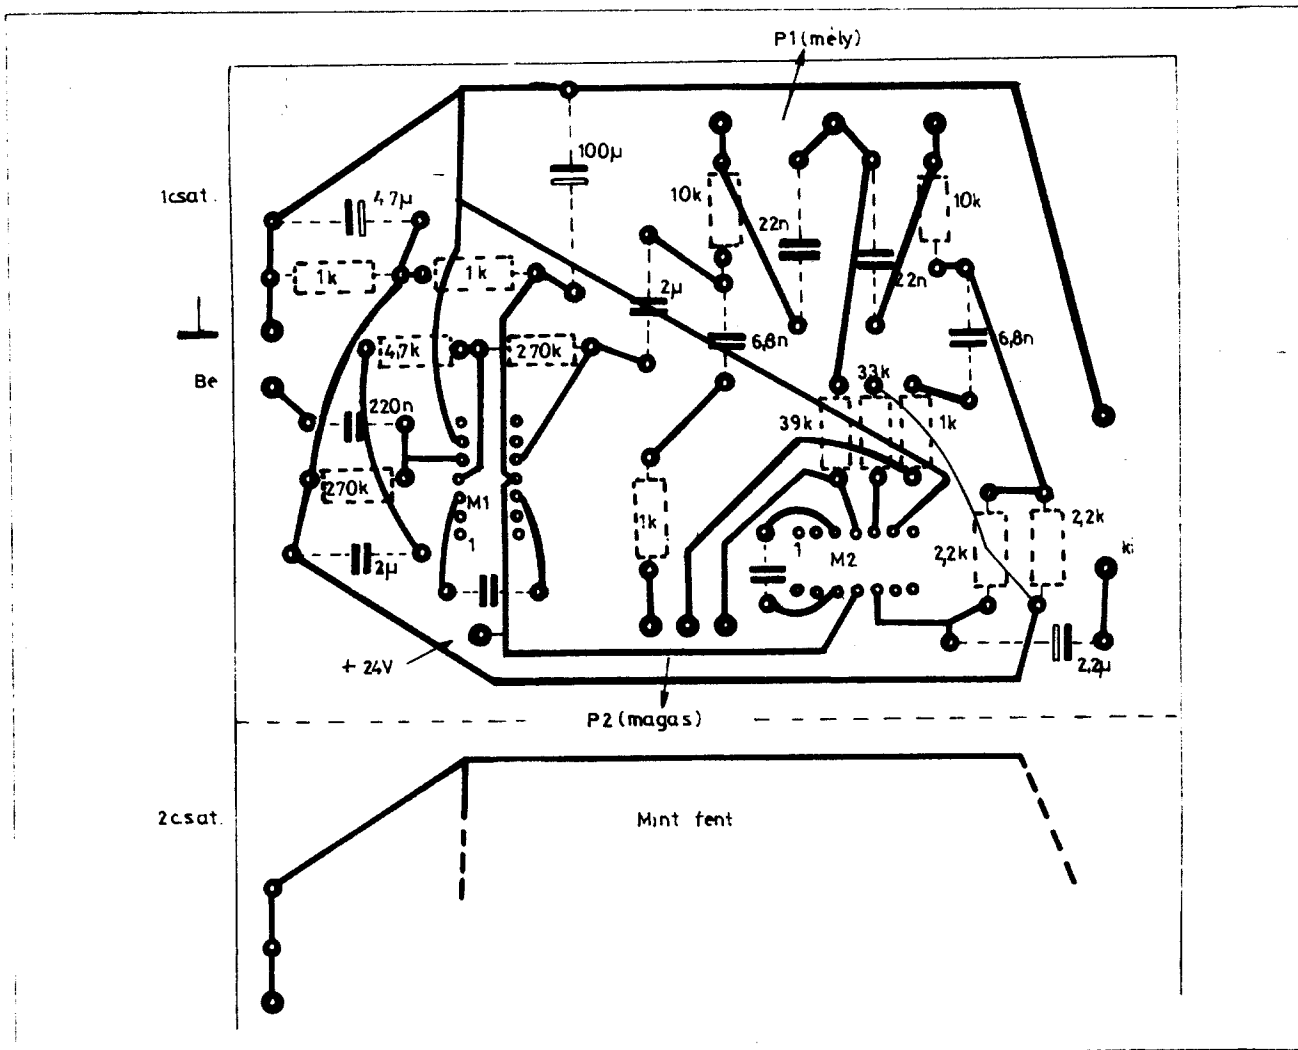 P1(mély)
100µ
1csat.
4,7µ
10k
10k
22n
22n
1k
1k
2µ
6,8n
6,8n
4,7k
270k
Be
33k
220n
39k
1k
270k
M1
1k
1
M2
2,2k
2,2k
ki
1
2µ
+ 24V
2,2µ
P2(magas)
2csat.
Mint fent